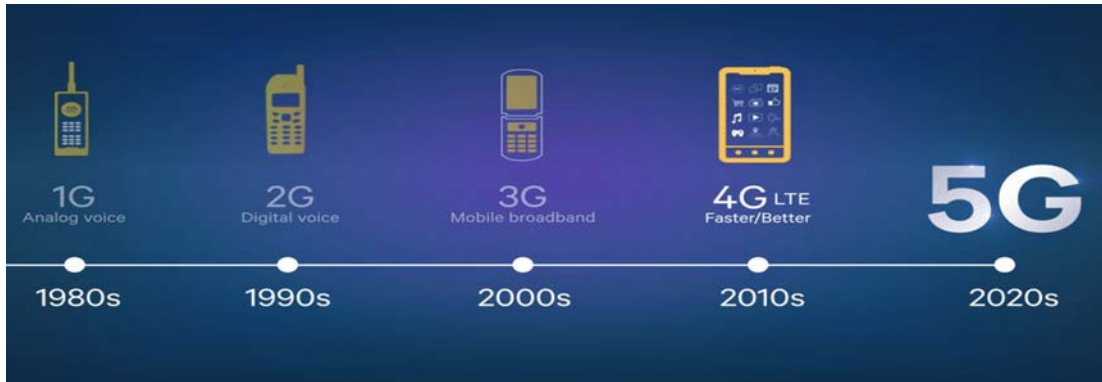 1G
Analog voice
2G
Digital voice
3G
Mobile broadband
4G LTE
Faster/Better
5G
1980s
1990s
2000s
2010s
2020s